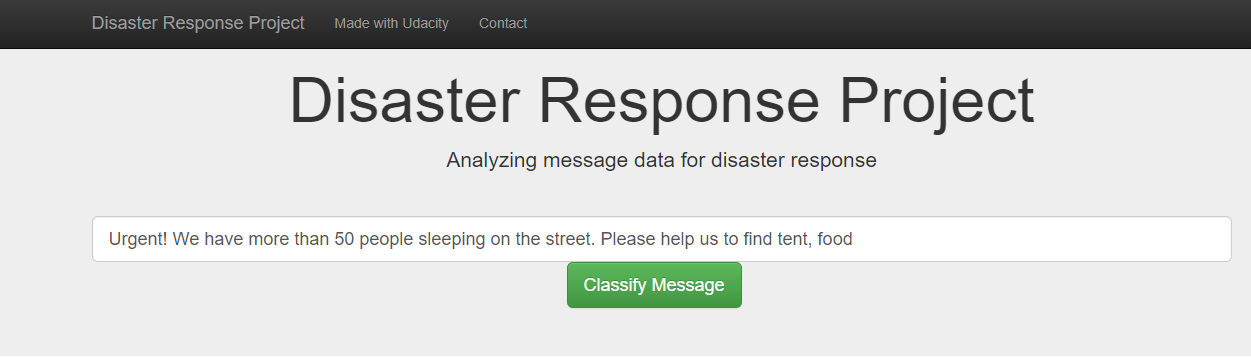 Disaster Response Project Made with Udacity Contact
Disaster Response Project
Analyzing message data for disaster response
Urgent! We have more than 50 people sleeping on the street. Please help us to find tent, food
Classify Message